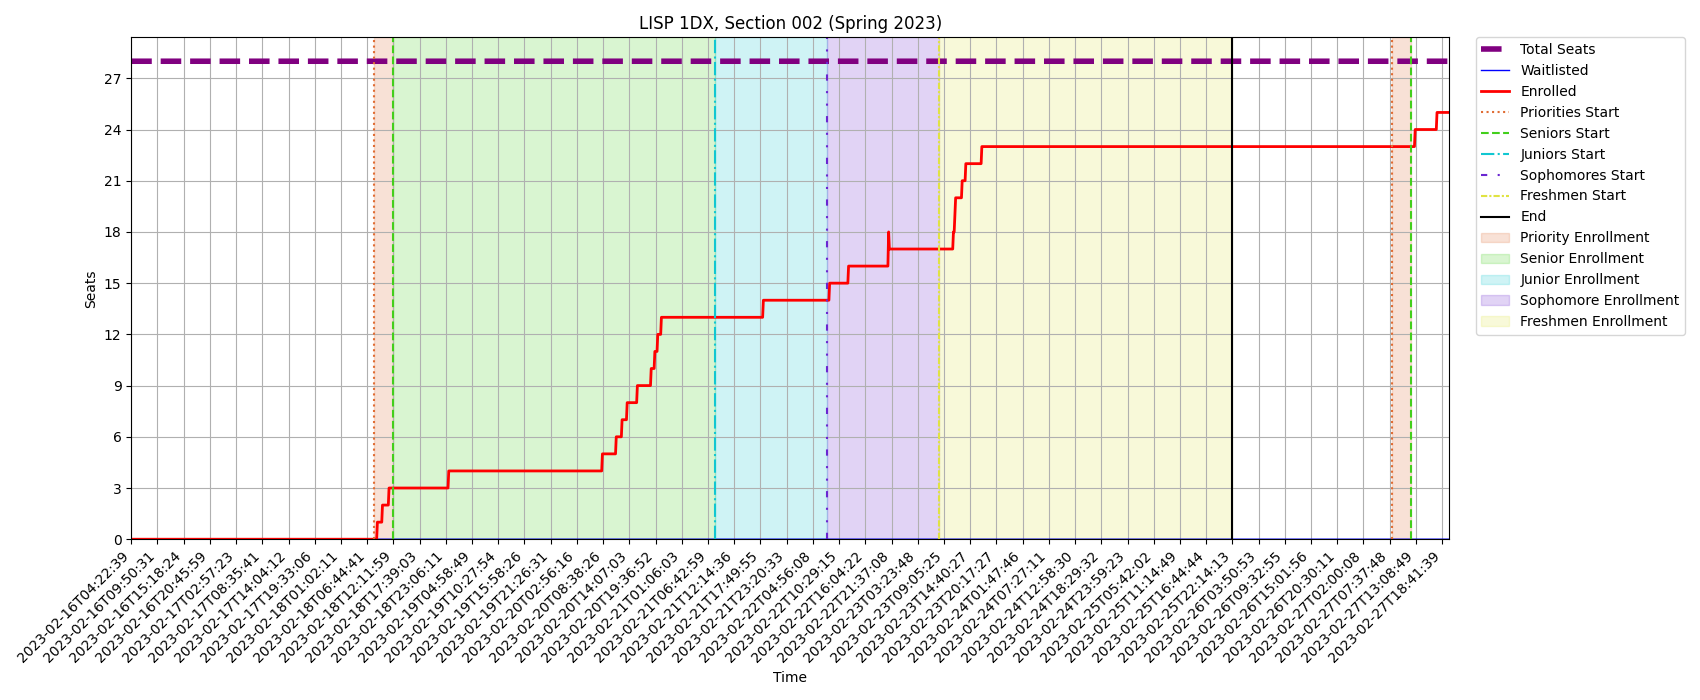 LISP 1DX, Section 002 (Spring 2023)
Total Seats
Waitlisted
Enrolled
Priorities Start
Seniors Start
Juniors Start
Sophomores Start
Freshmen Start
End
Priority Enrollment
Senior Enrollment
Junior Enrollment
Sophomore Enrollment
Freshmen Enrollment
Seats
27
24
21
18
15
12
9
6
3
0
2023-02-16T04:22:39
2023-02-16T09:50:31
2023-02-16T15:18:24
2023-02-16T20:45:59
2023-02-17T02:57:23
2023-02-17T08:35:41
2023-02-17T14:04:12
2023-02-17T19:33:06
2023-02-18T01:02:11
2023-02-18T06:44:41
2023-02-18T12:11:59
2023-02-18T17:39:03
2023-02-18T23:06:11
2023-02-19T04:58:49
2023-02-19T10:27:54
2023-02-19T15:58:26
2023-02-19T21:26:31
2023-02-20T02:56:16
2023-02-20T08:38:26
2023-02-20T14:07:03
2023-02-20T19:36:52
2023-02-21T01:06:03
2023-02-21T06:42:59
2023-02-21T12:14:36
2023-02-21T17:49:55
2023-02-21T23:20:33
2023-02-22T04:56:08
2023-02-22T10:29:15
2023-02-22T16:04:22
2023-02-22T21:37:08
2023-02-23T03:23:48
2023-02-23T09:05:25
2023-02-23T14:40:27
2023-02-23T20:17:27
2023-02-24T01:47:46
2023-02-24T07:27:11
2023-02-24T12:58:30
2023-02-24T18:29:32
2023-02-24T23:59:23
2023-02-25T05:42:02
2023-02-25T11:14:49
2023-02-25T16:44:44
2023-02-25T22:14:13
2023-02-26T03:50:53
2023-02-26T09:32:55
2023-02-26T15:01:56
2023-02-26T20:30:11
2023-02-27T02:00:08
2023-02-27T07:37:48
2023-02-27T13:08:49
2023-02-27T18:41:39
Time